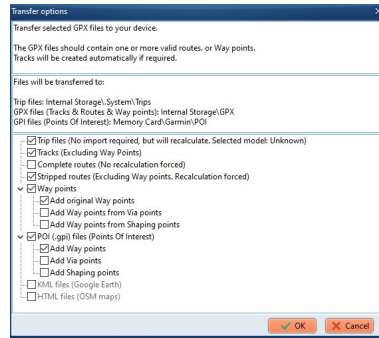 Transfer options
Transfer selected GPX files to your device.
The GPX files should contain one or more valid routes. or Way points.
Tracks will be created automatically if required.
Files will be transferred to:
Trip files: Internal Storage\.System\Trips
GPX files (Tracks & Routes & Way points): Internal Storage\GPX
GPI files (Points Of Interest): Memory Card\Garmin\POI
Trip files (No import required, but will recalculate. Selected model: Unknown)
Tracks (Excluding Way Points)
Complete routes (No recalculation forced)
Stripped routes (Excluding Way points. Recalculation forced)
Way points
Add original Way points
Add Way points from Via points
Add Way points from Shaping points
POI (.gpi) files (Points Of Interest)
Add Way points
Add Via points
Add Shaping points
KML files (Google Earth)
HTML files (OSM maps)
OK Cancel